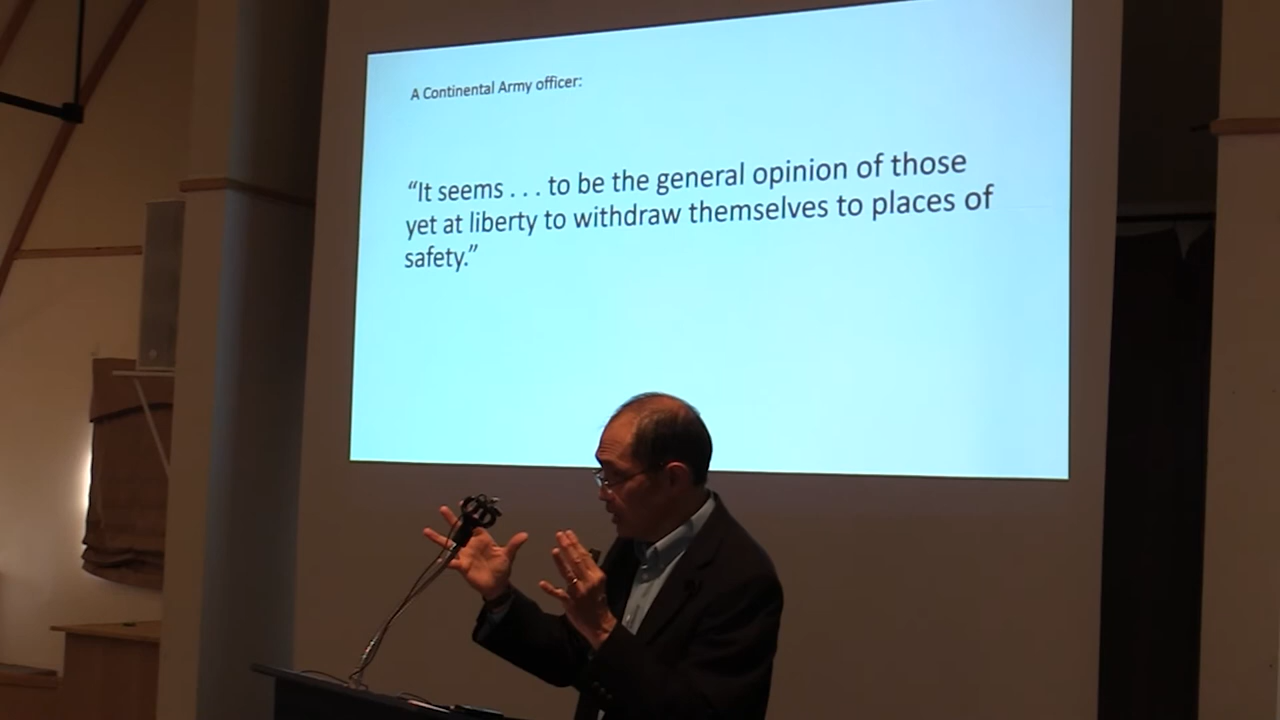 A Continental Army officer:
“It seems . . . to be the general opinion of those
yet at liberty to withdraw themselves to places of
safety.”